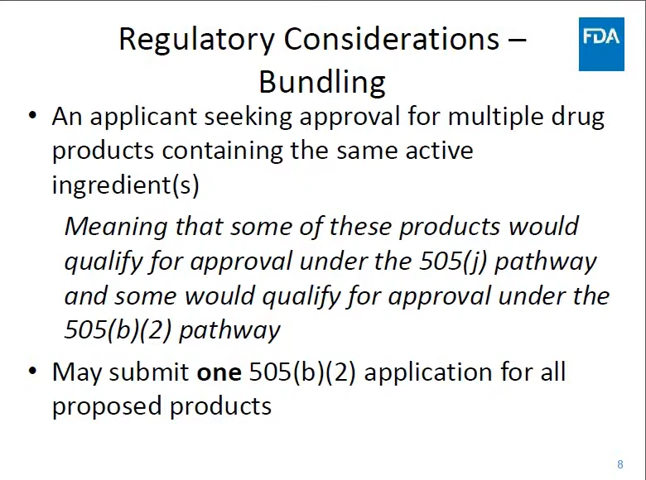 Regulatory Considerations –
Bundling
FDA
• An applicant seeking approval for multiple drug
products containing the same active
ingredient(s)
Meaning that some of these products would
qualify for approval under the 505(j) pathway
and some would qualify for approval under the
505(b)(2) pathway
• May submit one 505(b)(2) application for all
proposed products
8